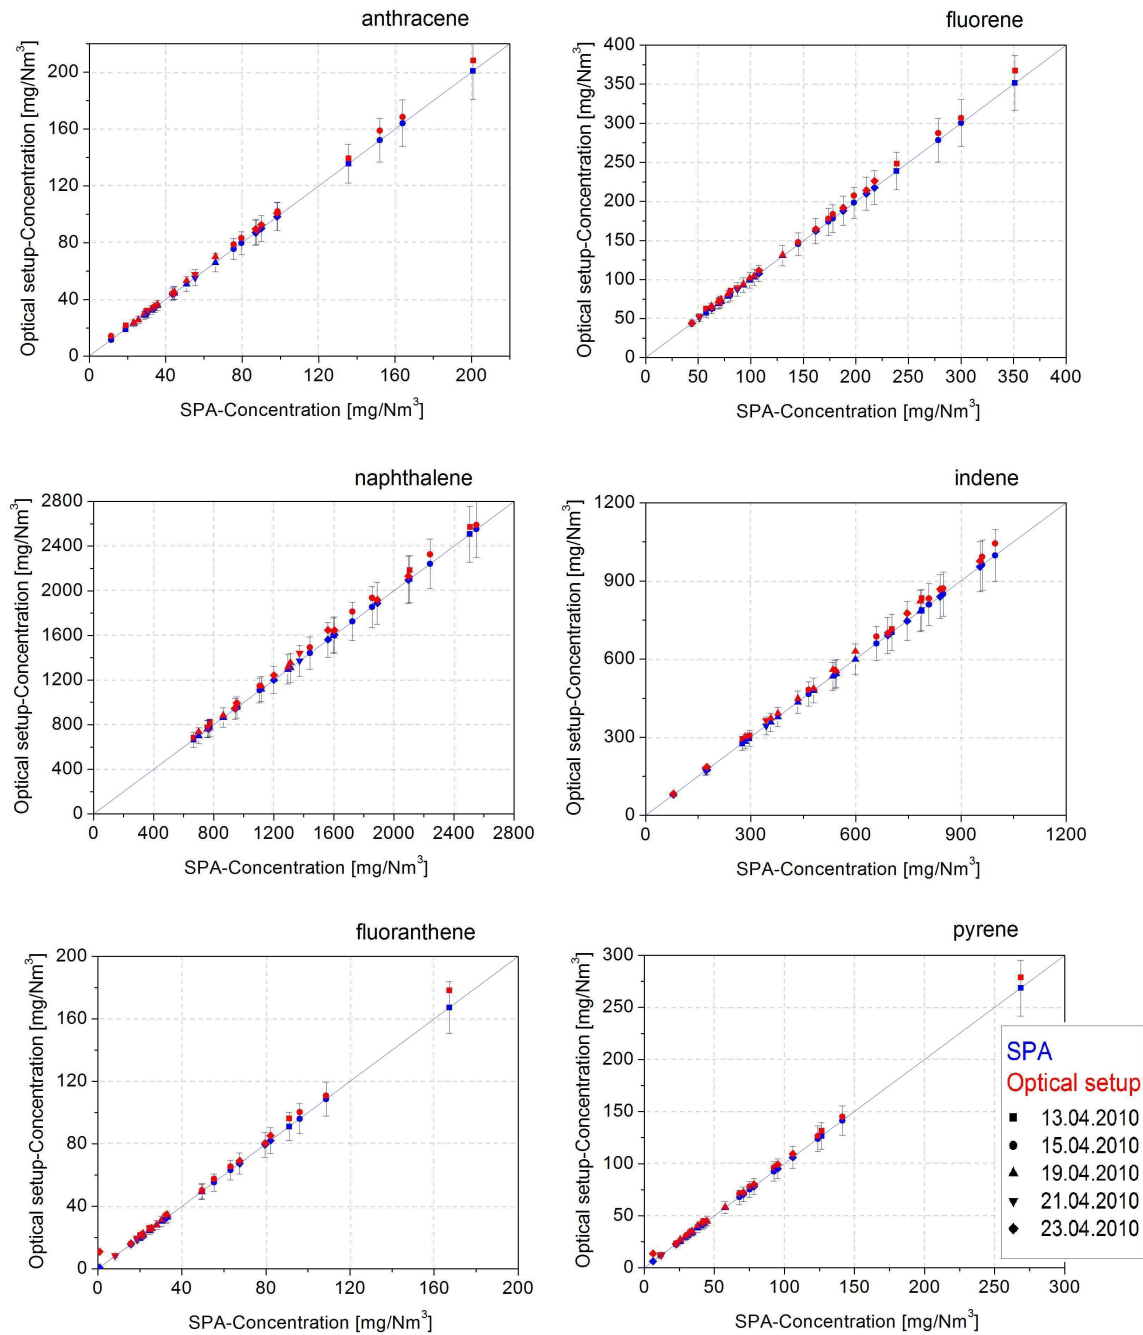 anthracene
Optical setup-Concentration [mg/Nm³]
200
160
120
80
40
0
0 40 80 120 160 200
SPA-Concentration [mg/Nm³]
fluorene
Optical setup-Concentration [mg/Nm³]
400
350
300
250
200
150
100
50
0
0 50 100 150 200 250 300 350 400
SPA-Concentration [mg/Nm³]
naphthalene
Optical setup-Concentration [mg/Nm³]
2800
2400
2000
1600
1200
800
400
0
0 400 800 1200 1600 2000 2400 2800
SPA-Concentration [mg/Nm³]
indene
Optical setup-Concentration [mg/Nm³]
1200
900
600
300
0
0 300 600 900 1200
SPA-Concentration [mg/Nm³]
fluoranthene
Optical setup-Concentration [mg/Nm³]
200
160
120
80
40
0
0 40 80 120 160 200
SPA-Concentration [mg/Nm³]
pyrene
Optical setup-Concentration [mg/Nm³]
300
250
200
150
100
50
0
0 50 100 150 200 250 300
SPA-Concentration [mg/Nm³]
SPA
Optical setup
13.04.2010
15.04.2010
19.04.2010
21.04.2010
23.04.2010